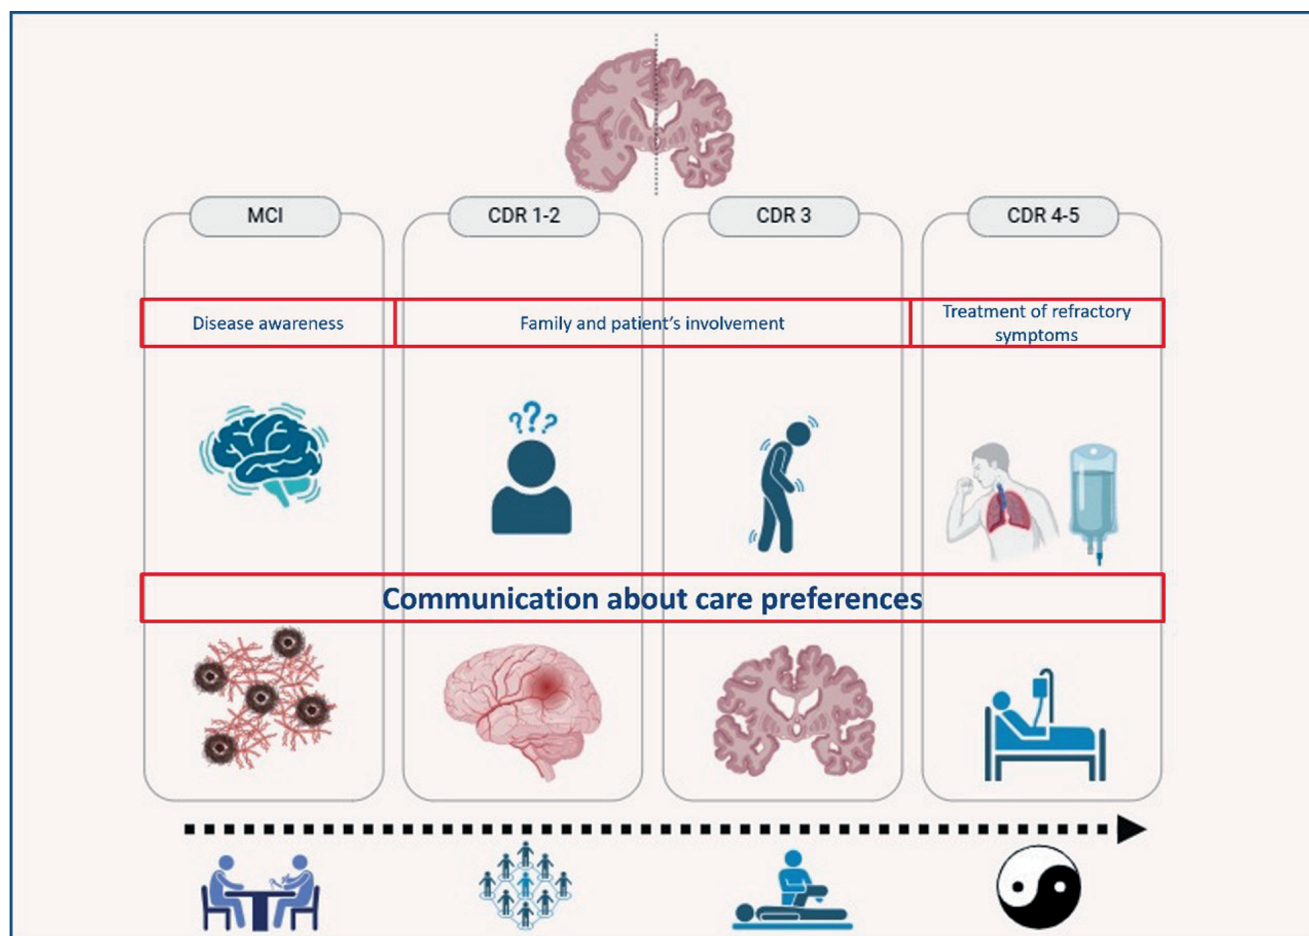 MCI
CDR 1-2
CDR 3
CDR 4-5
Disease awareness
Family and patient's involvement
Treatment of refractory
symptoms
???
Communication about care preferences